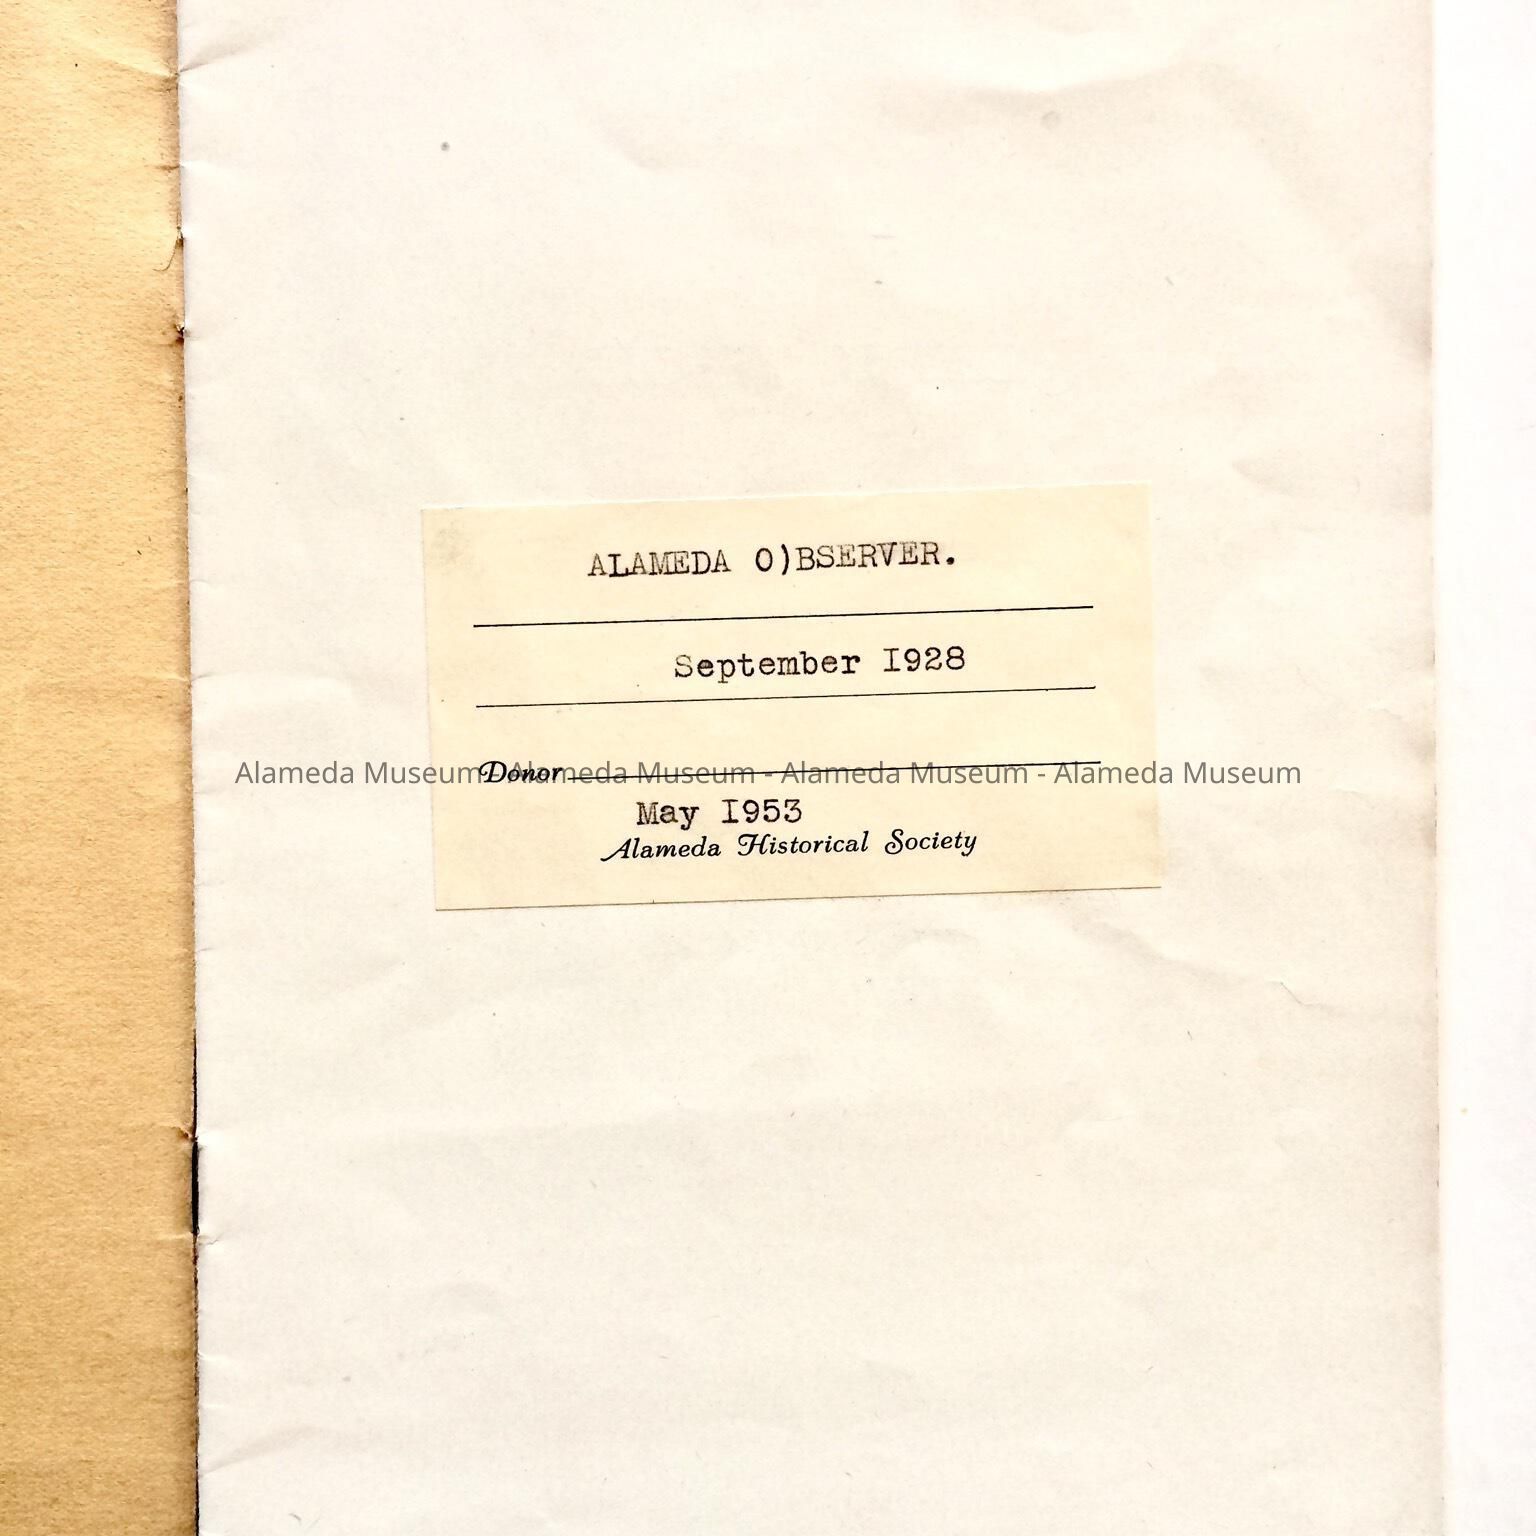 ALAMEDA O)BSERVER.
September I928
Donor
Alameda Museum - Alameda Museum - Alameda Museum - Alameda Museum
May I953
Alameda Historical Society